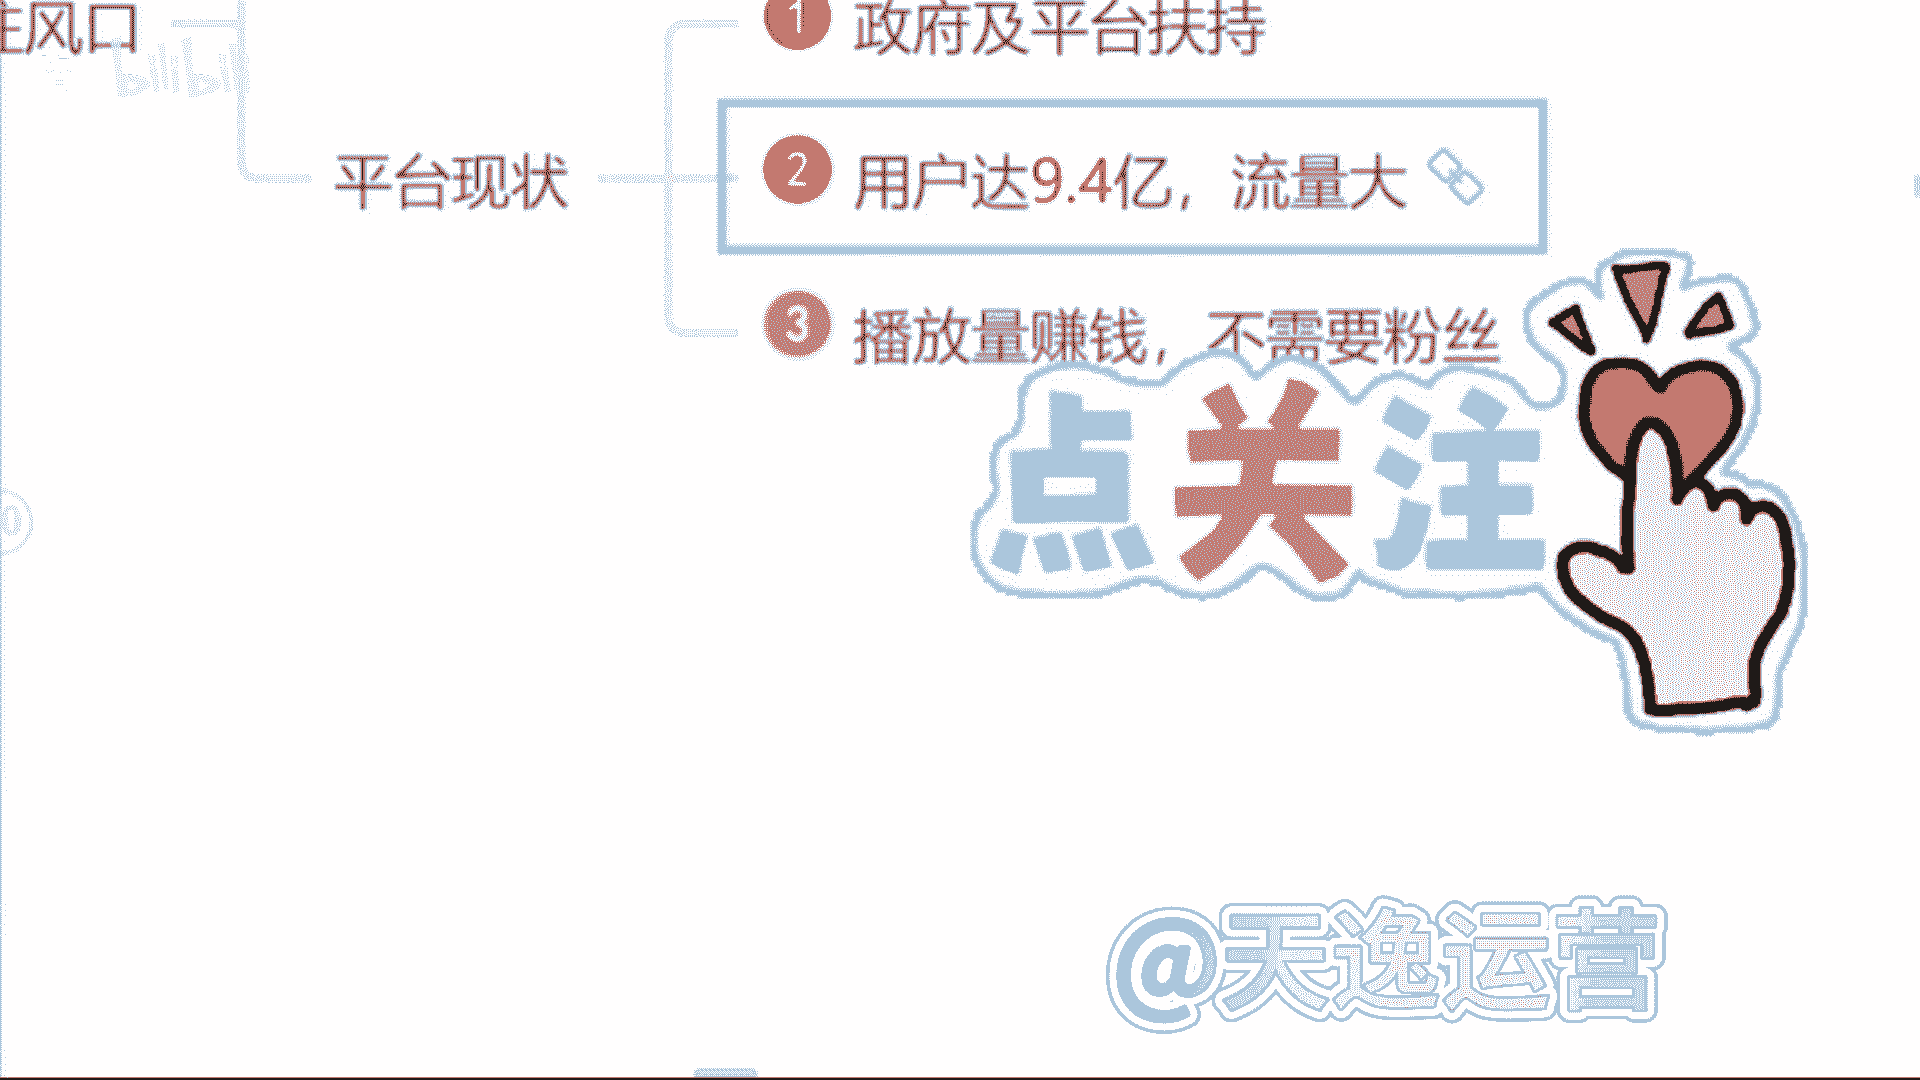 主风口
bilibili
平台现状
1 政府及平台扶持
2 用户达9.4亿，流量大
3 播放量赚钱，不需要粉丝
点关注
@天逸运营